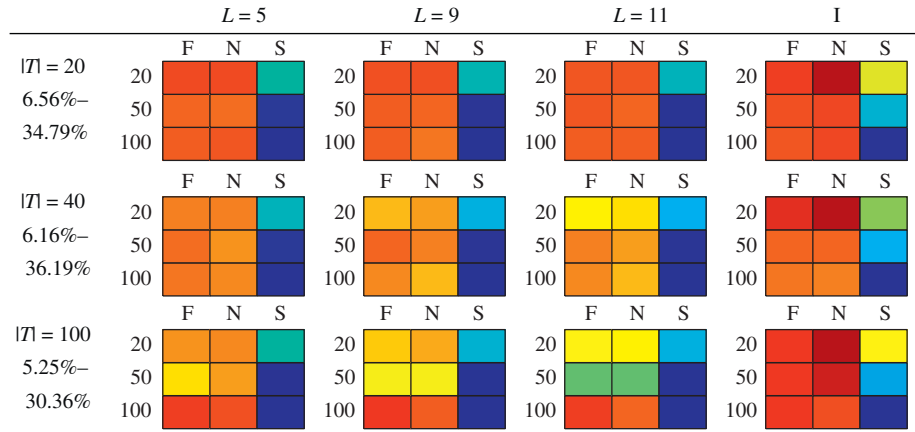 L = 5 L = 9 L = 11 I
F N S F N S F N S F N S
|T| = 20
6.56%–
34.79%
20 20 20 20
50 50 50 50
100 100 100 100
F N S F N S F N S F N S
|T| = 40
6.16%–
36.19%
20 20 20 20
50 50 50 50
100 100 100 100
F N S F N S F N S F N S
|T| = 100
5.25%–
30.36%
20 20 20 20
50 50 50 50
100 100 100 100